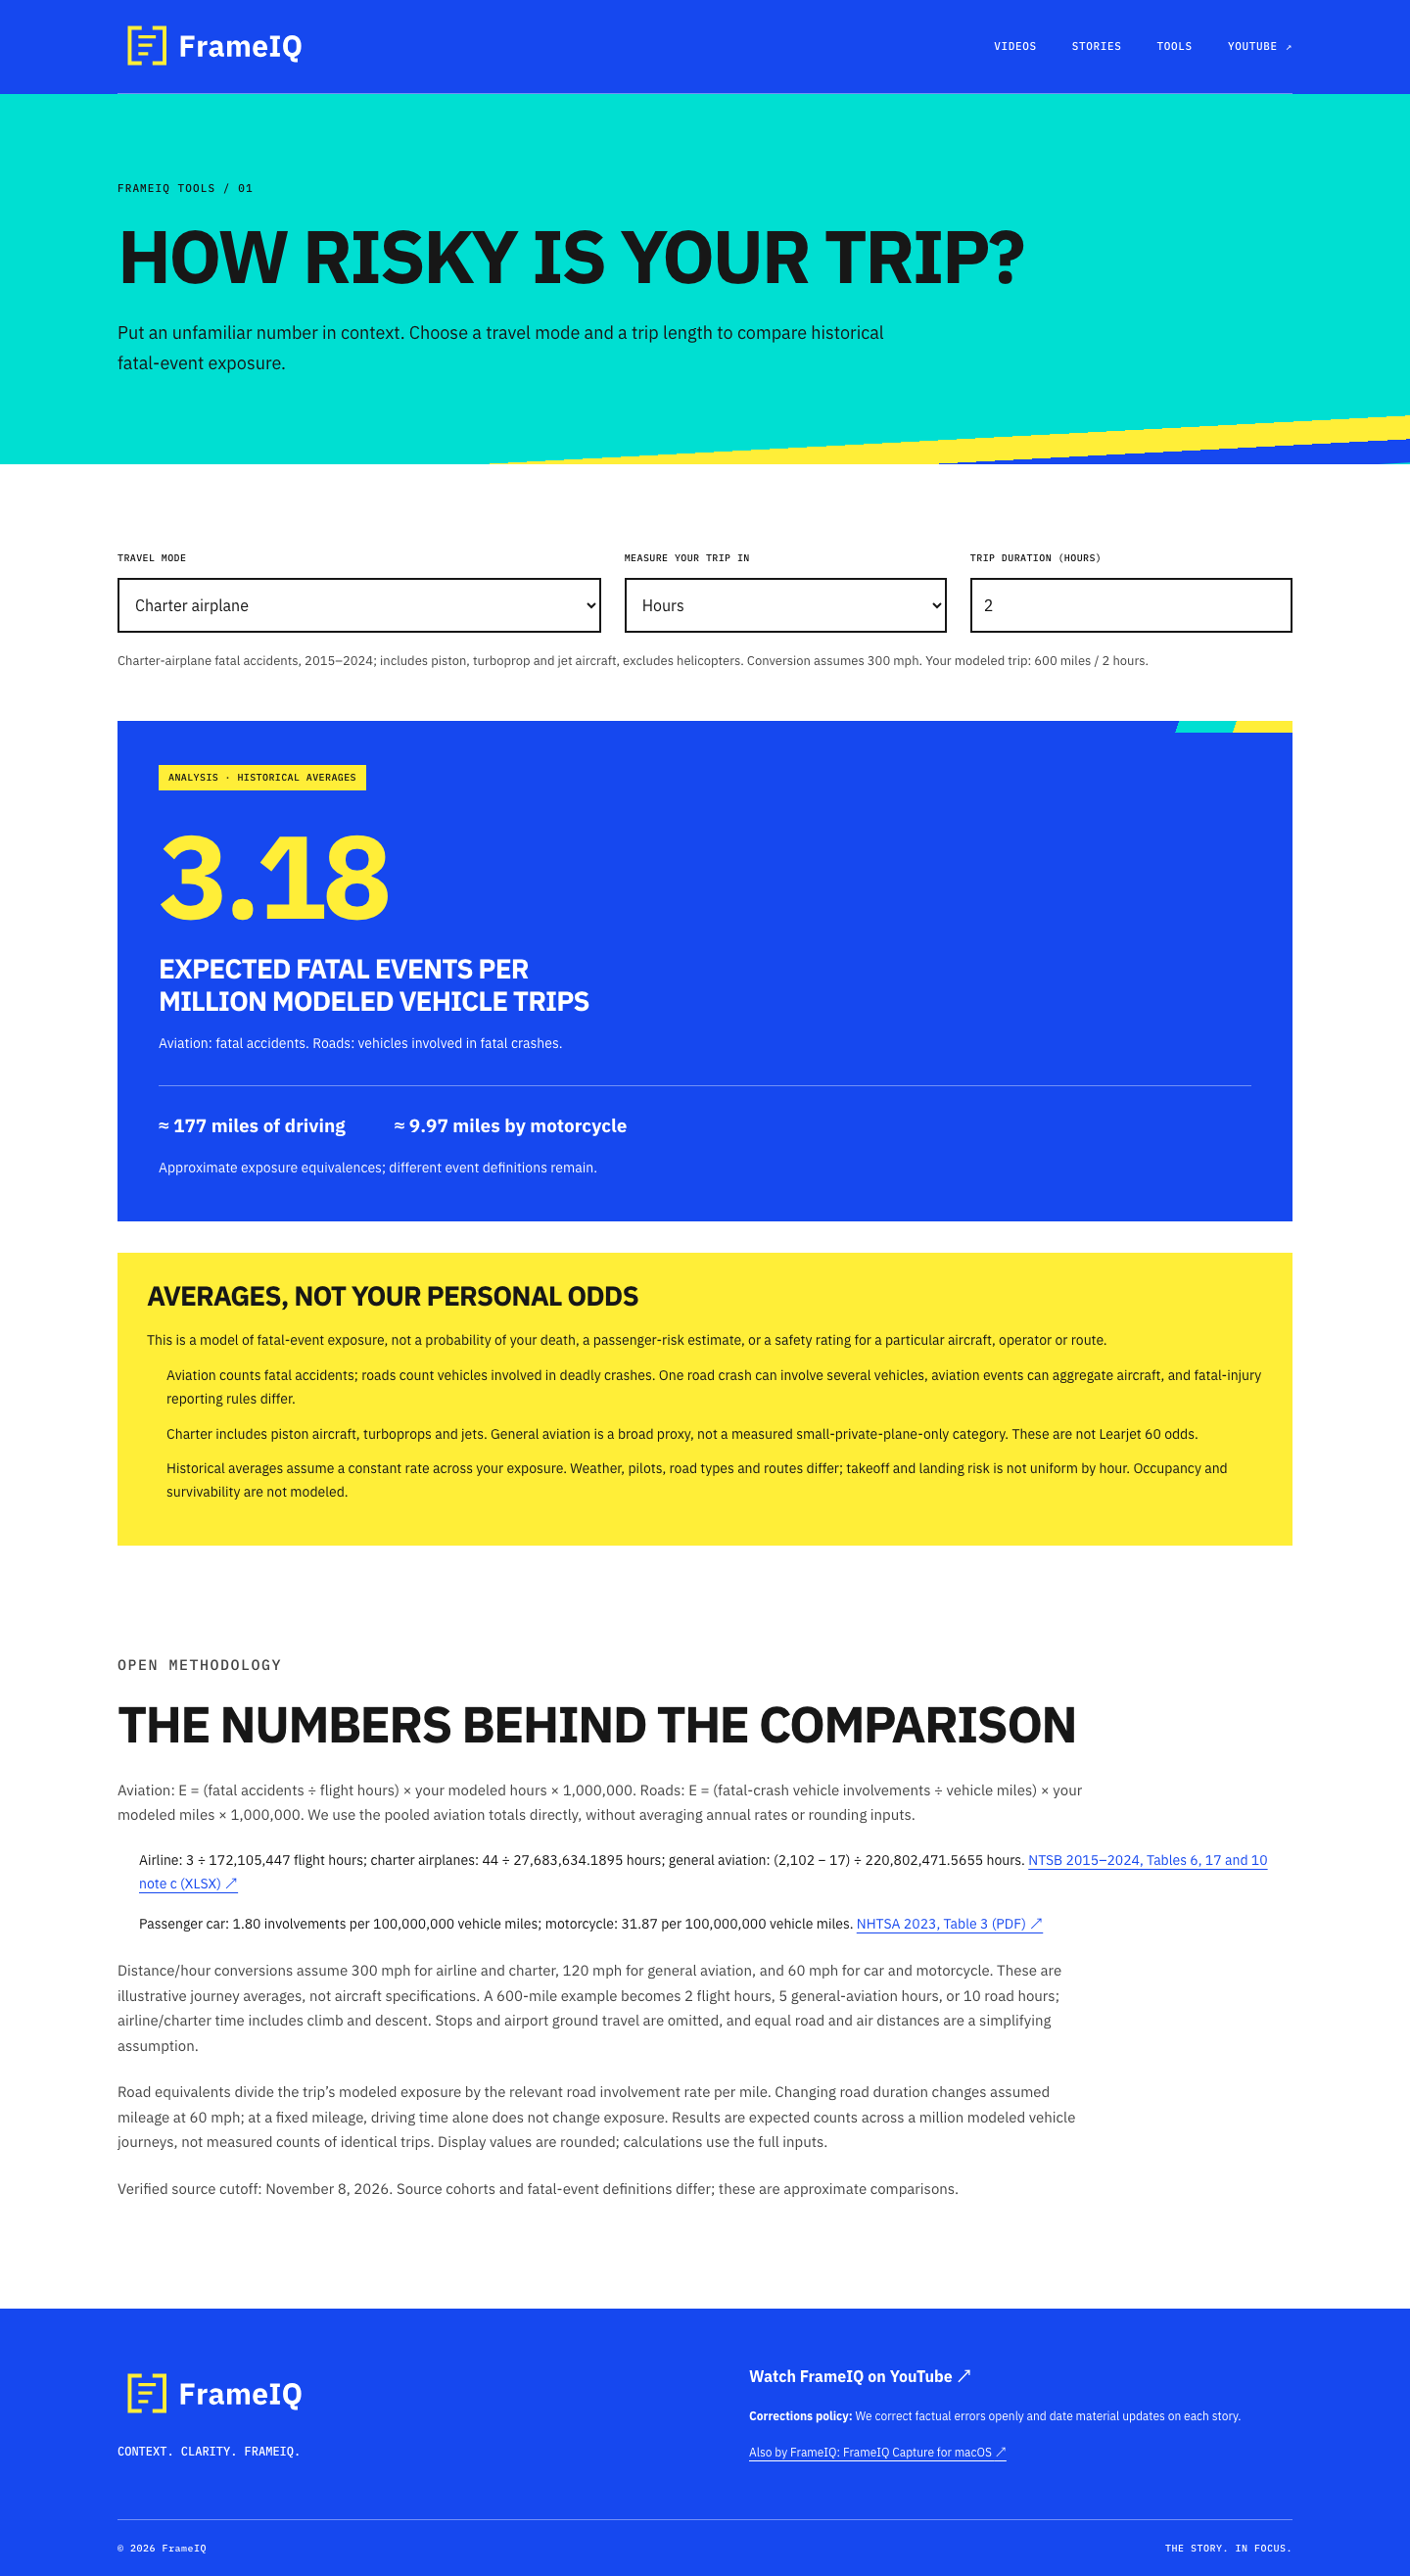 FrameIQ
VIDEOS STORIES TOOLS YOUTUBE ↗
FRAMEIQ TOOLS / 01
HOW RISKY IS YOUR TRIP?
Put an unfamiliar number in context. Choose a travel mode and a trip length to compare historical
fatal-event exposure.
TRAVEL MODE
MEASURE YOUR TRIP IN
TRIP DURATION (HOURS)
Charter airplane
Hours
2
Charter-airplane fatal accidents, 2015–2024; includes piston, turboprop and jet aircraft, excludes helicopters. Conversion assumes 300 mph. Your modeled trip: 600 miles / 2 hours.
ANALYSIS · HISTORICAL AVERAGES
3.18
EXPECTED FATAL EVENTS PER
MILLION MODELED VEHICLE TRIPS
Aviation: fatal accidents. Roads: vehicles involved in fatal crashes.
≈ 177 miles of driving
≈ 9.97 miles by motorcycle
Approximate exposure equivalences; different event definitions remain.
AVERAGES, NOT YOUR PERSONAL ODDS
This is a model of fatal-event exposure, not a probability of your death, a passenger-risk estimate, or a safety rating for a particular aircraft, operator or route.
Aviation counts fatal accidents; roads count vehicles involved in deadly crashes. One road crash can involve several vehicles, aviation events can aggregate aircraft, and fatal-injury
reporting rules differ.
Charter includes piston aircraft, turboprops and jets. General aviation is a broad proxy, not a measured small-private-plane-only category. These are not Learjet 60 odds.
Historical averages assume a constant rate across your exposure. Weather, pilots, road types and routes differ; takeoff and landing risk is not uniform by hour. Occupancy and
survivability are not modeled.
OPEN METHODOLOGY
THE NUMBERS BEHIND THE COMPARISON
Aviation: E = (fatal accidents ÷ flight hours) × your modeled hours × 1,000,000. Roads: E = (fatal-crash vehicle involvements ÷ vehicle miles) × your
modeled miles × 1,000,000. We use the pooled aviation totals directly, without averaging annual rates or rounding inputs.
Airline: 3 ÷ 172,105,447 flight hours; charter airplanes: 44 ÷ 27,683,634.1895 hours; general aviation: (2,102 − 17) ÷ 220,802,471.5655 hours. NTSB 2015–2024, Tables 6, 17 and 10
note c (XLSX) ↗
Passenger car: 1.80 involvements per 100,000,000 vehicle miles; motorcycle: 31.87 per 100,000,000 vehicle miles. NHTSA 2023, Table 3 (PDF) ↗
Distance/hour conversions assume 300 mph for airline and charter, 120 mph for general aviation, and 60 mph for car and motorcycle. These are
illustrative journey averages, not aircraft specifications. A 600-mile example becomes 2 flight hours, 5 general-aviation hours, or 10 road hours;
airline/charter time includes climb and descent. Stops and airport ground travel are omitted, and equal road and air distances are a simplifying
assumption.
Road equivalents divide the trip’s modeled exposure by the relevant road involvement rate per mile. Changing road duration changes assumed
mileage at 60 mph; at a fixed mileage, driving time alone does not change exposure. Results are expected counts across a million modeled vehicle
journeys, not measured counts of identical trips. Display values are rounded; calculations use the full inputs.
Verified source cutoff: November 8, 2026. Source cohorts and fatal-event definitions differ; these are approximate comparisons.
FrameIQ
CONTEXT. CLARITY. FRAMEIQ.
Watch FrameIQ on YouTube ↗
Corrections policy: We correct factual errors openly and date material updates on each story.
Also by FrameIQ: FrameIQ Capture for macOS ↗
© 2026 FrameIQ
THE STORY. IN FOCUS.